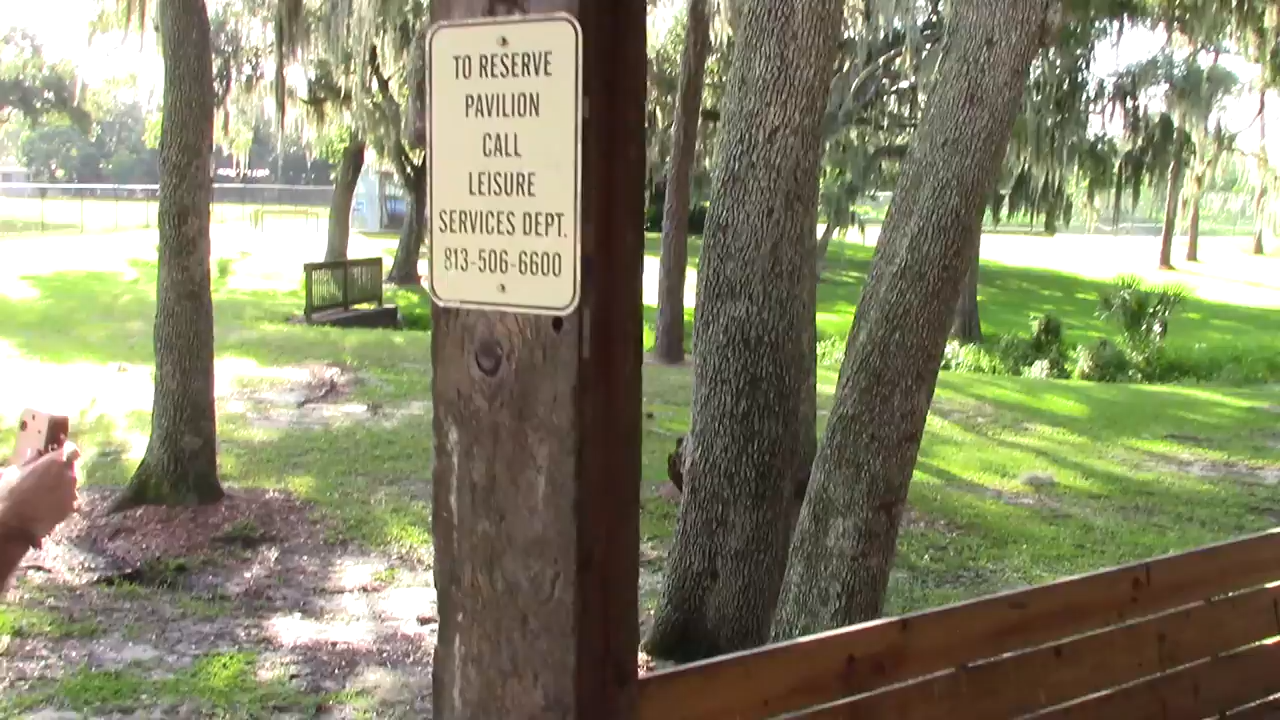 TO RESERVE
PAVILION
CALL
LEISURE
SERVICES DEPT.
813-506-6600